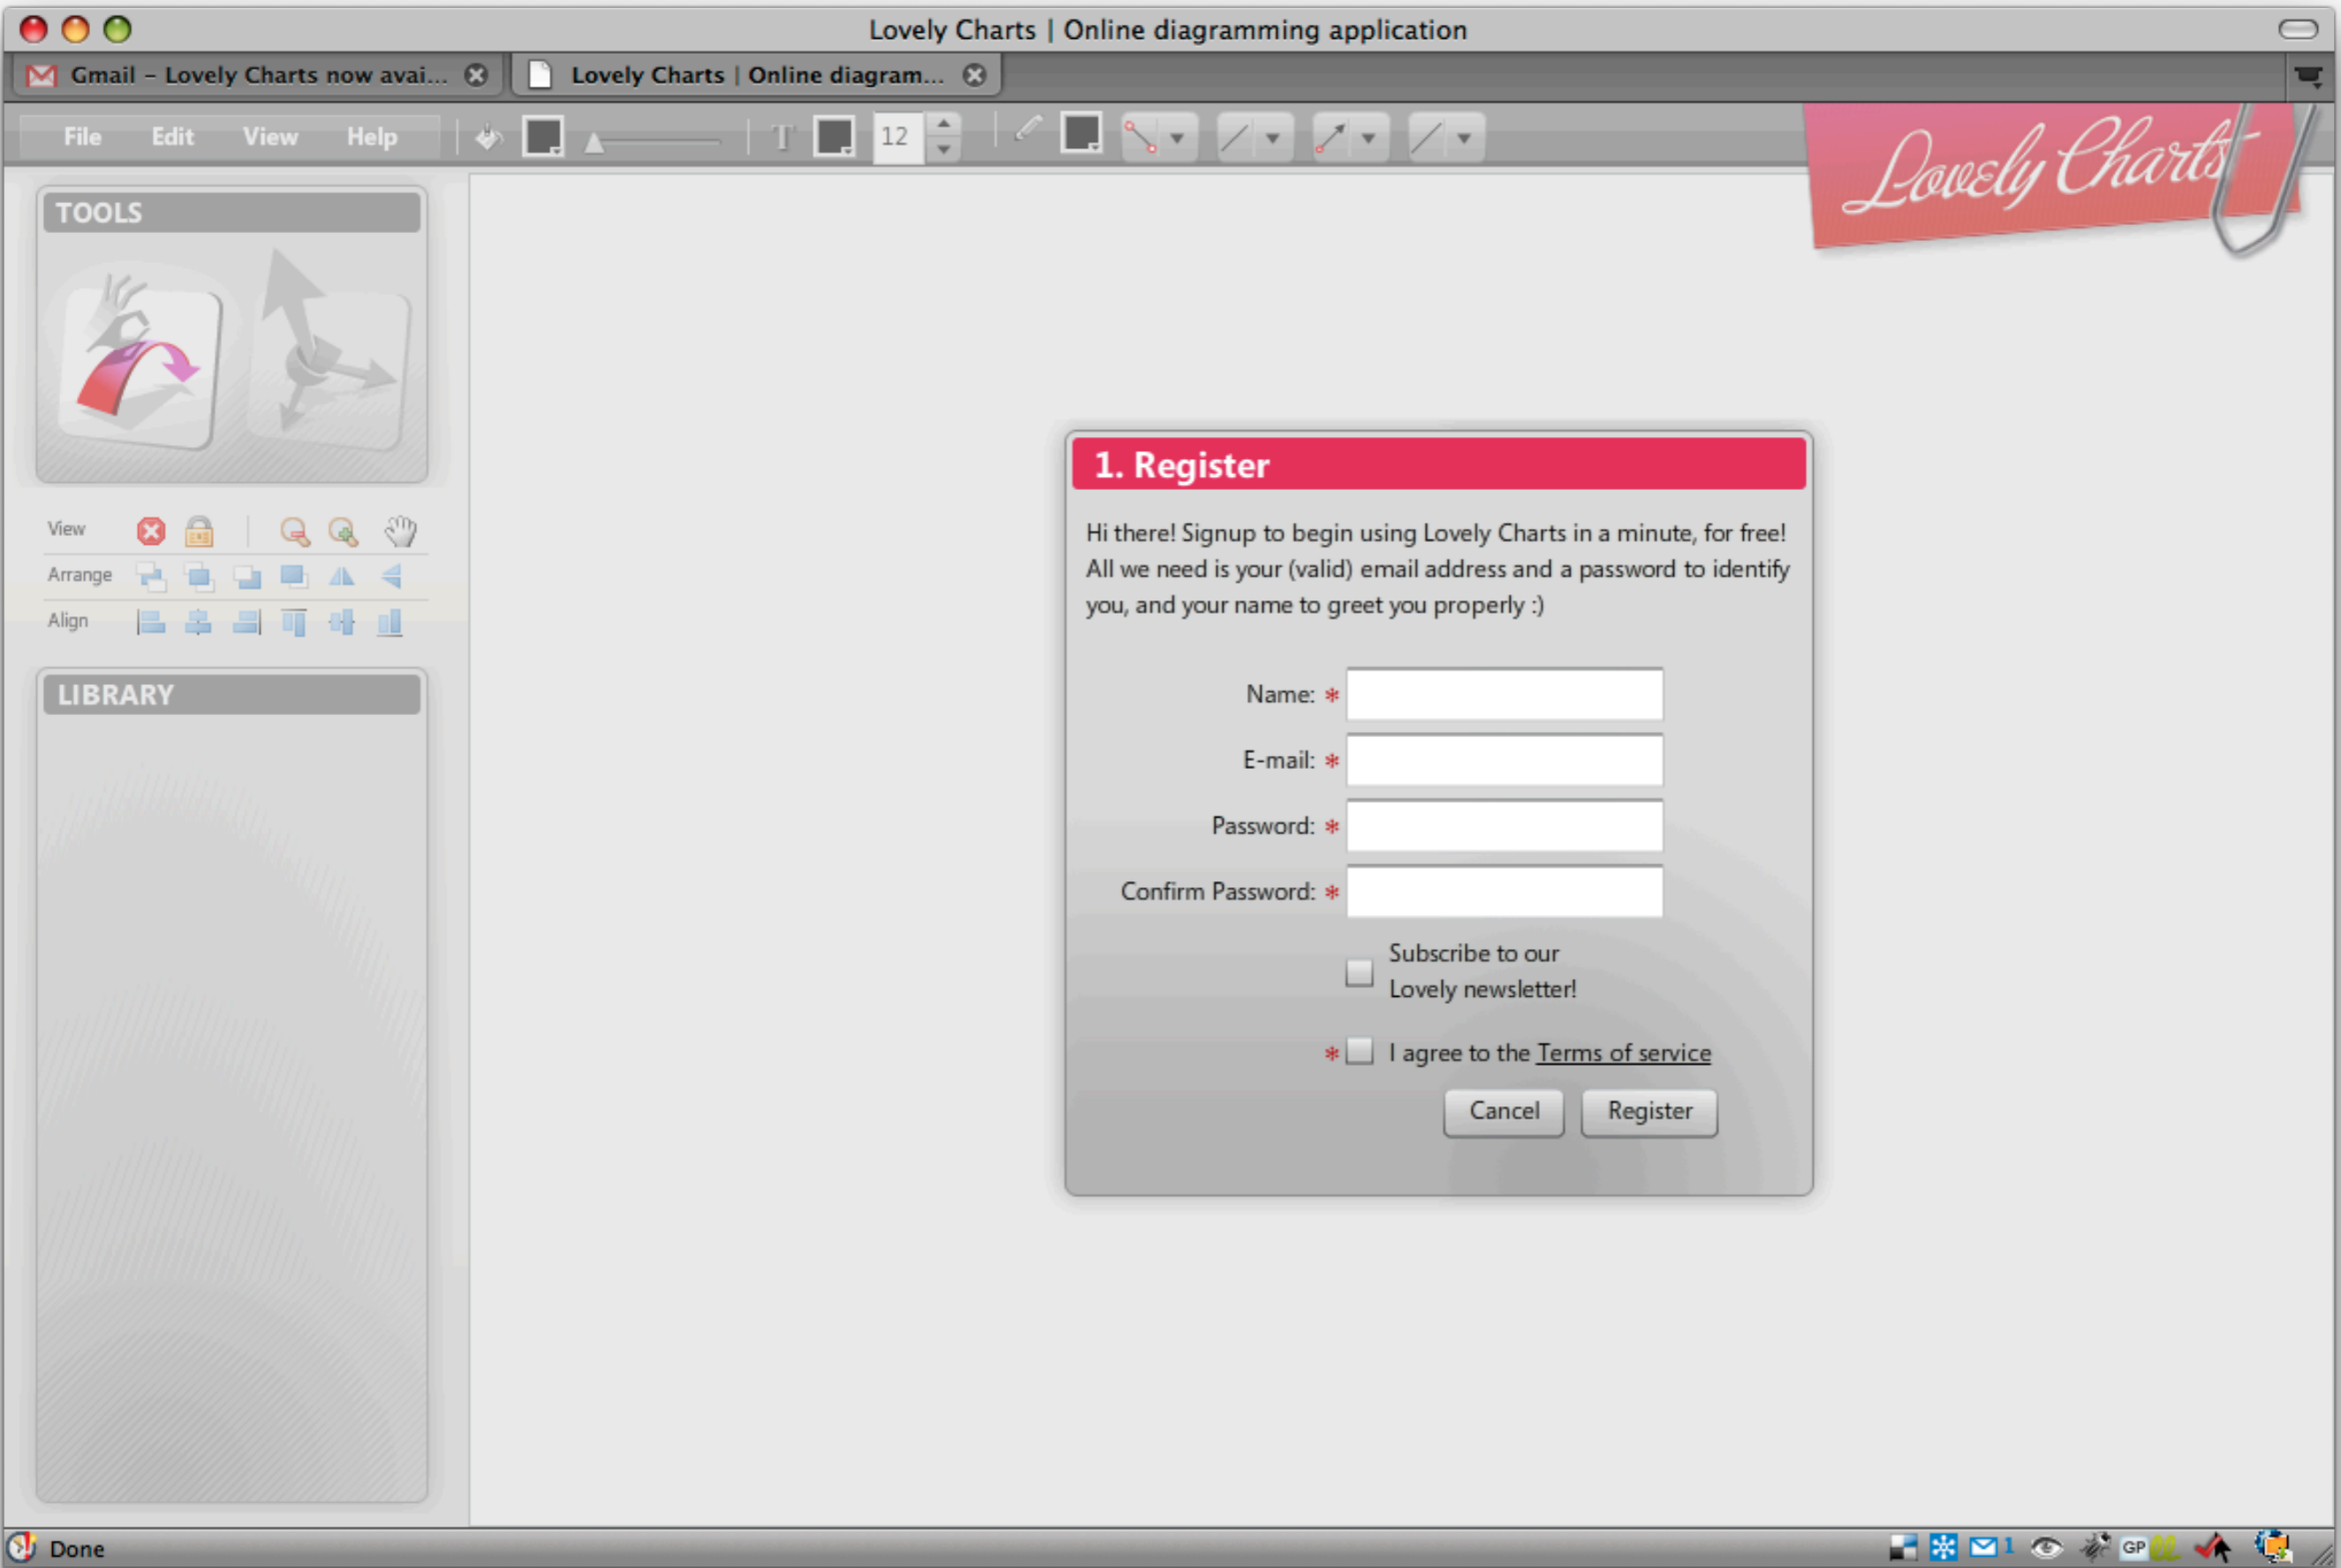 Lovely Charts | Online diagramming application
Gmail – Lovely Charts now avai...
Lovely Charts | Online diagram...
File Edit View Help
T 12
Lovely Charts
TOOLS
View
Arrange
Align
LIBRARY
1. Register
Hi there! Signup to begin using Lovely Charts in a minute, for free!
All we need is your (valid) email address and a password to identify
you, and your name to greet you properly :)
Name: *
E-mail: *
Password: *
Confirm Password: *
Subscribe to our
Lovely newsletter!
* I agree to the Terms of service
Cancel Register
Done
1 GP